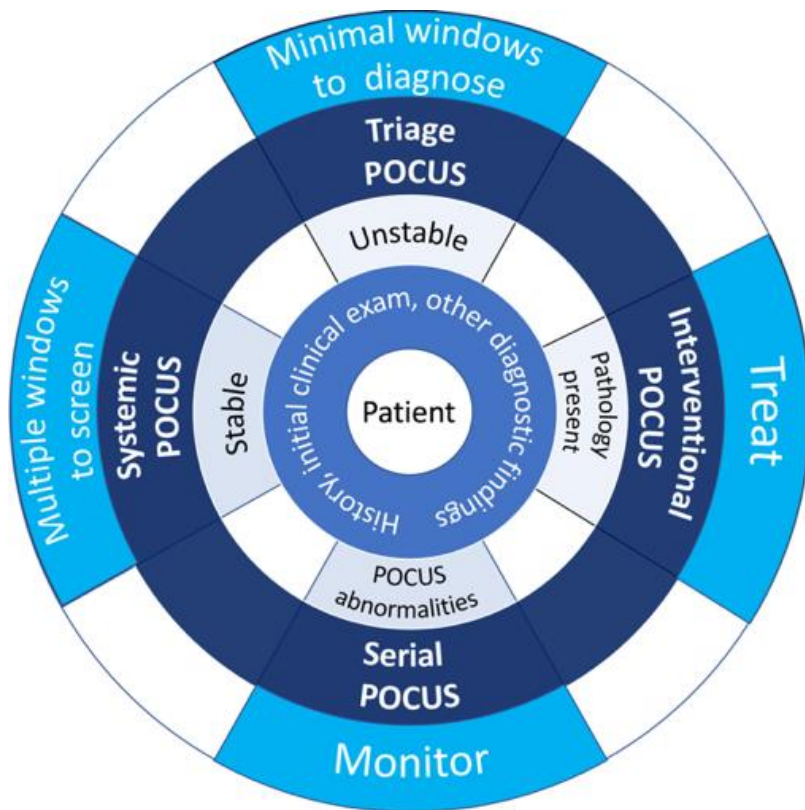 Minimal windows
to diagnose
Triage
POCUS
Unstable
Multiple windows
to screen
Systemic
POCUS
Stable
History, initial clinical exam, other diagnostic findings
Patient
Pathology
present
Interventional
POCUS
Treat
POCUS
abnormalities
Serial
POCUS
Monitor